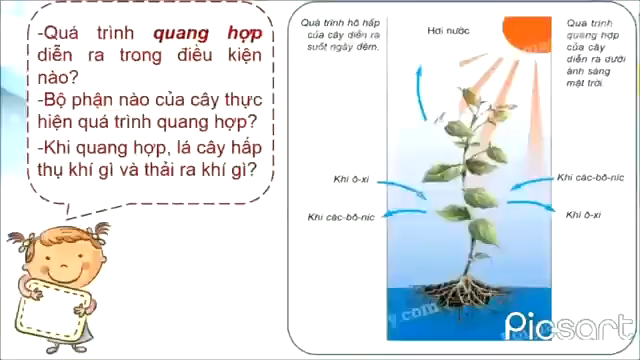 -Quá trình quang hợp
diễn ra trong điều kiện
nào?
-Bộ phận nào của cây thực
hiện quá trình quang hợp?
-Khi quang hợp, lá cây hấp
thụ khí gì và thải ra khí gì?
Quá trình hô hấp
của cây diễn ra
suốt ngày đêm.
Hơi nước
Quá trình
quang hợp
của cây
diễn ra dưới
ánh sáng
mặt trời.
Khí ô-xi
Khí các-bô-níc
Khí các-bô-níc
Khí ô-xi
Picsart